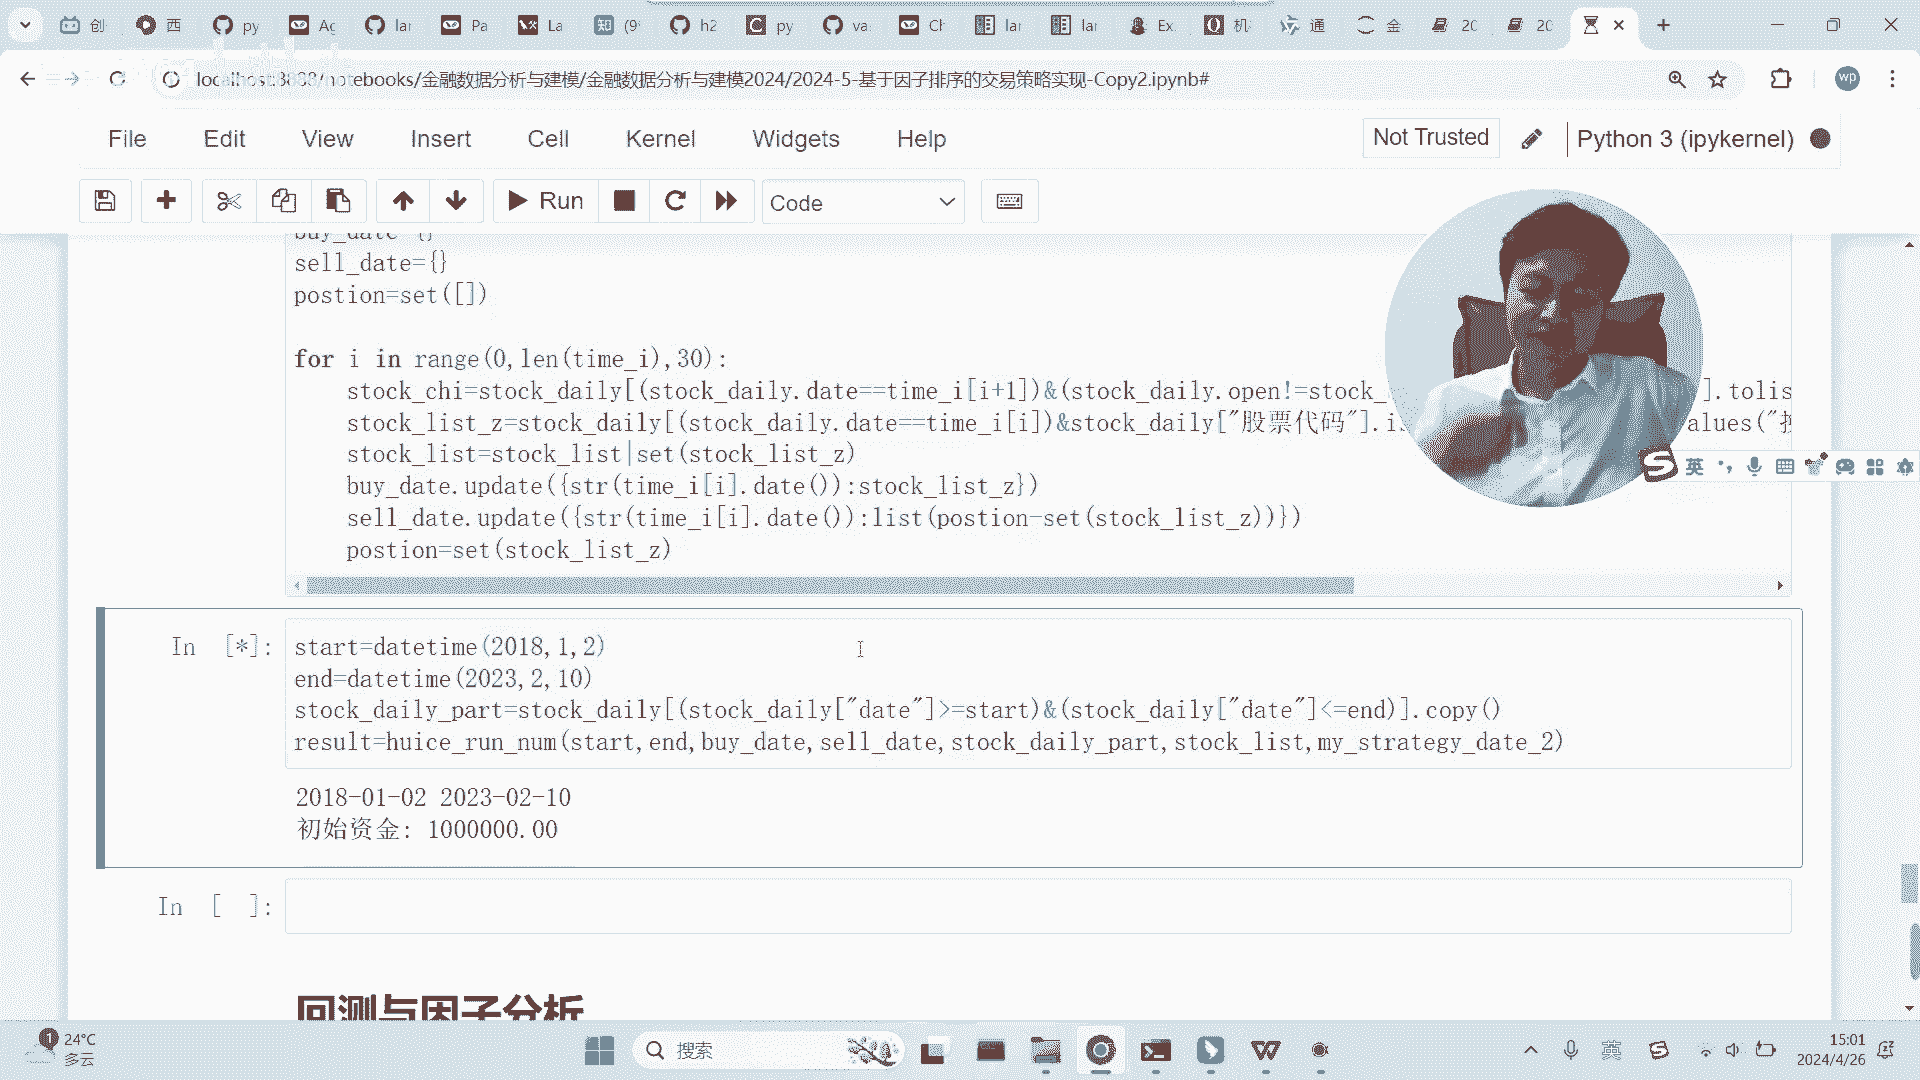 创
西
py
Ag
lar
Pa
La
(9
h2
py
va
Ch
lar
lar
Ex
机
通
金
20
20
localhost:8888/notebooks/金融数据分析与建模/金融数据分析与建模2024/2024-5-基于因子排序的交易策略实现-Copy2.ipynb#
wp
File Edit View Insert Cell Kernel Widgets Help
Not Trusted
Python 3 (ipykernel)
Run
Code
buy_date={}
sell_date={}
postion=set([])
for i in range(0,len(time_i),30):
stock_chi=stock_daily[(stock_daily.date==time_i[i+1])&(stock_daily.open!=stock_ ].tolis
stock_list_z=stock_daily[(stock_daily.date==time_i[i])&stock_daily["股票代码"].is alues("
stock_list=stock_list|set(stock_list_z)
buy_date.update({str(time_i[i].date()):stock_list_z})
sell_date.update({str(time_i[i].date()):list(postion-set(stock_list_z))})
postion=set(stock_list_z)
英
In [*]:
start=datetime(2018,1,2)
end=datetime(2023,2,10)
stock_daily_part=stock_daily[(stock_daily["date"]>=start)&(stock_daily["date"]<=end)].copy()
result=huice_run_num(start,end,buy_date,sell_date,stock_daily_part,stock_list,my_strategy_date_2)
2018-01-02 2023-02-10
初始资金: 1000000.00
In [ ]:
回测与因子分析
1
24°C
多云
搜索
英
15:01
2024/4/26